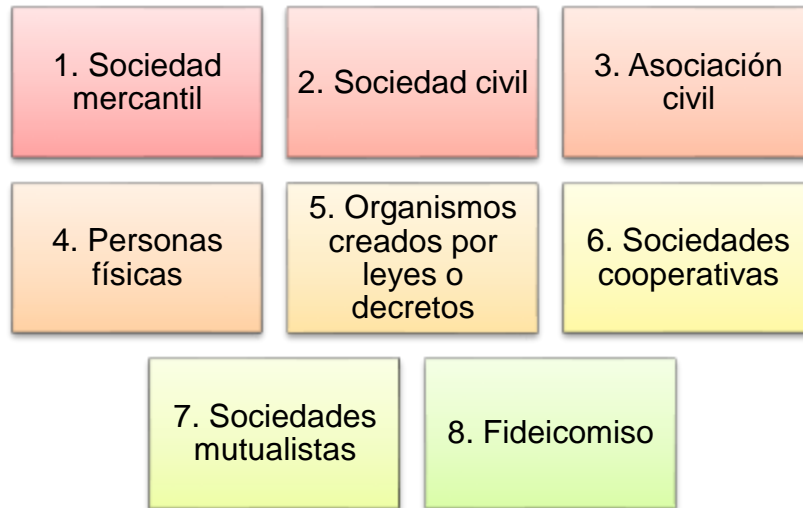 1. Sociedad
mercantil
2. Sociedad civil
3. Asociación
civil
4. Personas
físicas
5. Organismos
creados por
leyes o
decretos
6. Sociedades
cooperativas
7. Sociedades
mutualistas
8. Fideicomiso